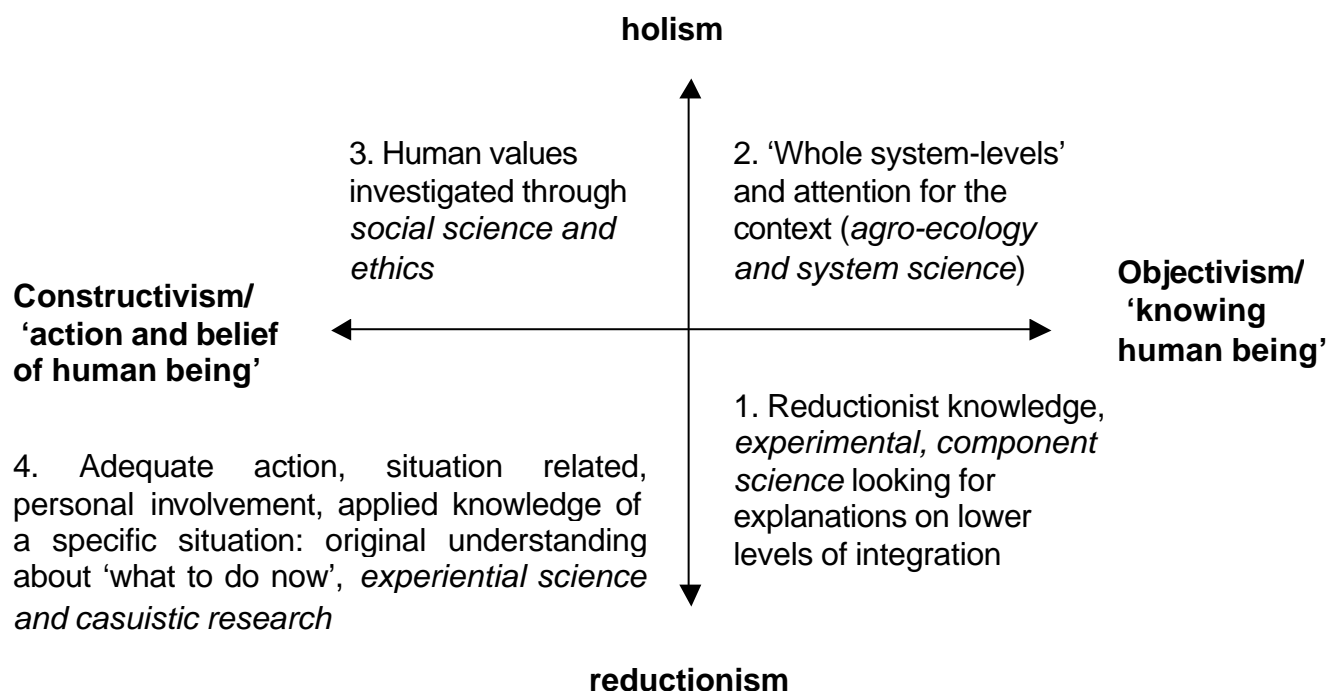 holism
3. Human values
investigated through
social science and
ethics
2. ‘Whole system-levels’
and attention for the
context (agro-ecology
and system science)
Constructivism/
‘action and belief
of human being’
Objectivism/
‘knowing
human being’
4. Adequate action, situation related,
personal involvement, applied knowledge of
a specific situation: original understanding
about ‘what to do now’, experiential science
and casuistic research
1. Reductionist knowledge,
experimental, component
science looking for
explanations on lower
levels of integration
reductionism